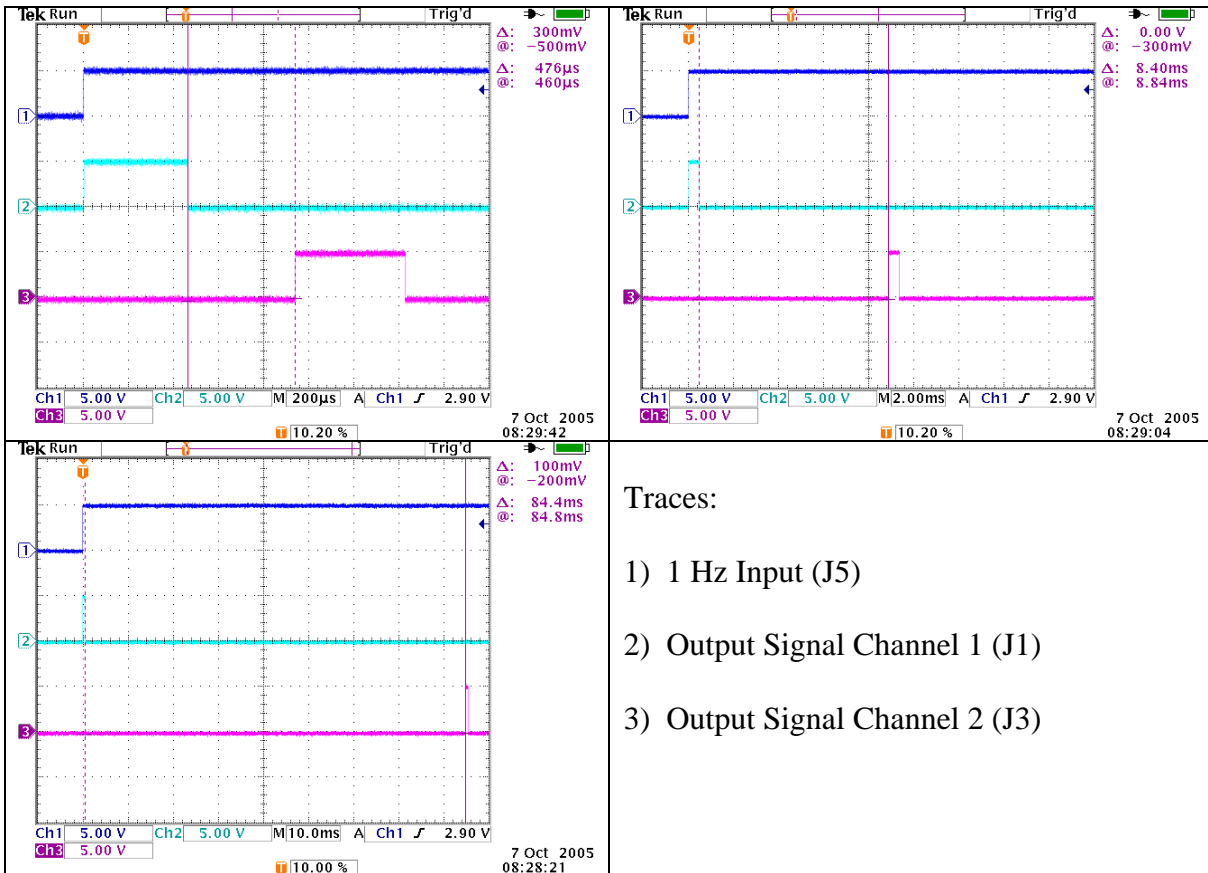 Tek Run
Trig'd
T
T
Δ: 300mV
@: −500mV
Δ: 476µs
@: 460µs
1
2
3
Ch1 5.00 V Ch2 5.00 V M 200µs A Ch1 ʃ 2.90 V
Ch3 5.00 V
T 10.20 %
7 Oct 2005
08:29:42
Tek Run
Trig'd
T
T
Δ: 0.00 V
@: −300mV
Δ: 8.40ms
@: 8.84ms
1
2
3
Ch1 5.00 V Ch2 5.00 V M 2.00ms A Ch1 ʃ 2.90 V
Ch3 5.00 V
T 10.20 %
7 Oct 2005
08:29:04
Tek Run
Trig'd
T
T
Δ: 100mV
@: −200mV
Δ: 84.4ms
@: 84.8ms
1
2
3
Ch1 5.00 V Ch2 5.00 V M 10.0ms A Ch1 ʃ 2.90 V
Ch3 5.00 V
T 10.00 %
7 Oct 2005
08:28:21
Traces:
1) 1 Hz Input (J5)
2) Output Signal Channel 1 (J1)
3) Output Signal Channel 2 (J3)